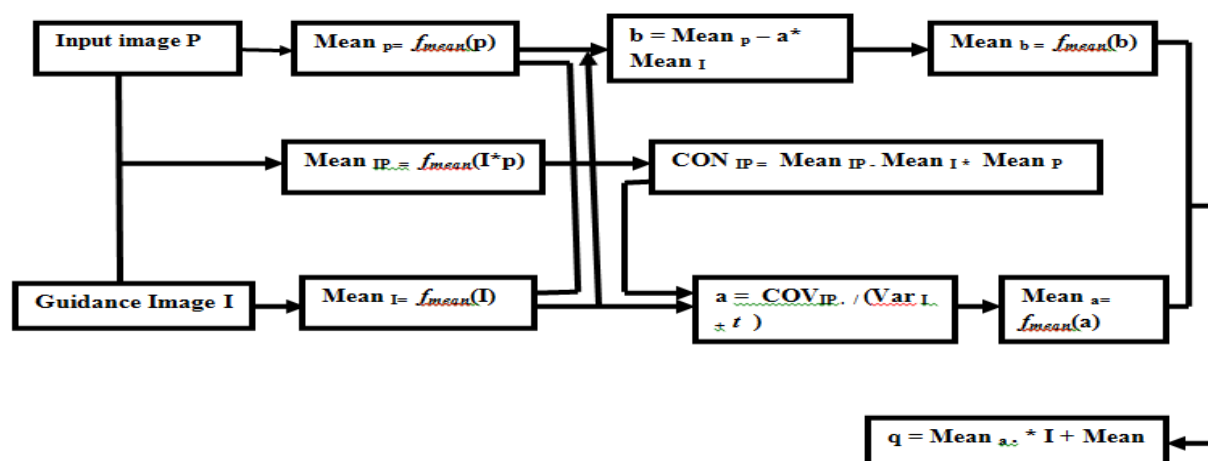 Input image P
Mean p= fmean(p)
b = Mean p – a*
Mean I
Mean b = fmean(b)
Mean IP = fmean(I*p)
CON IP = Mean IP - Mean I * Mean P
Guidance Image I
Mean I= fmean(I)
a = COVIP . / (Var I
+ t )
Mean a=
fmean(a)
q = Mean a . * I + Mean